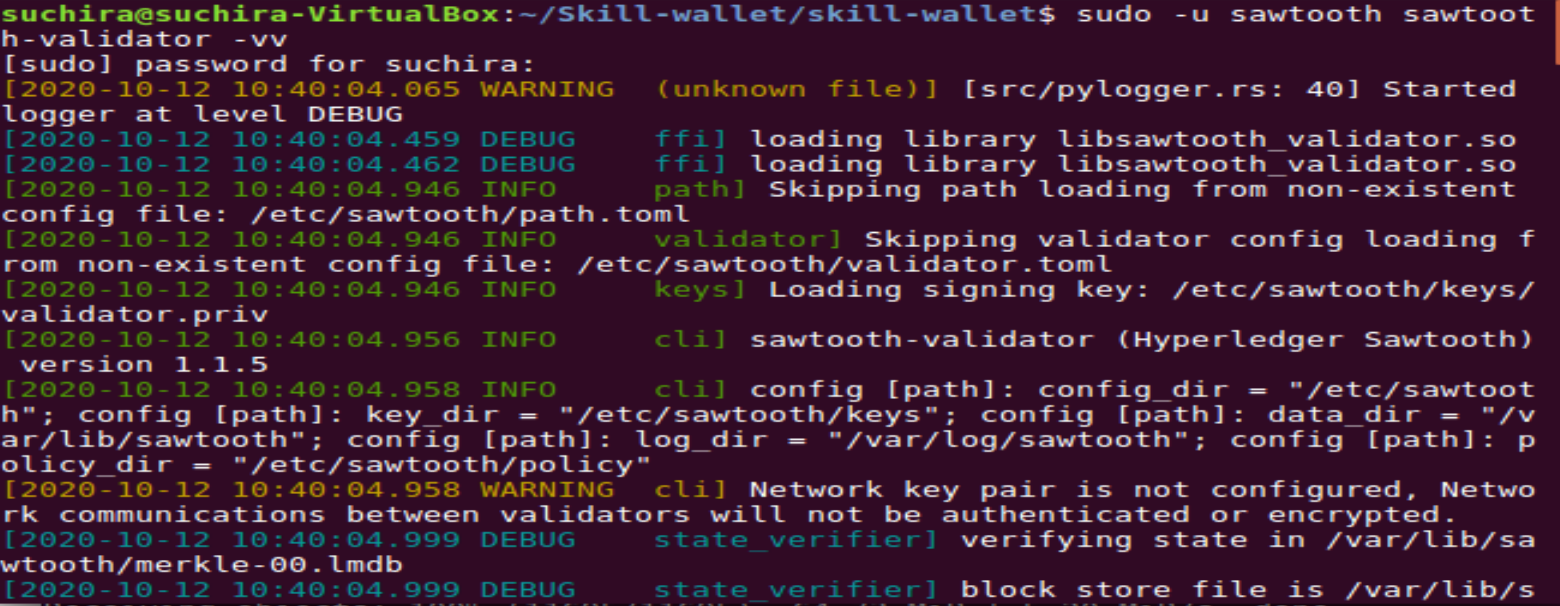 suchira@suchira-VirtualBox:~/Skill-wallet/skill-wallet$ sudo -u sawtooth sawtoot
h-validator -vv
[sudo] password for suchira:
[2020-10-12 10:40:04.065 WARNING  (unknown file)] [src/pylogger.rs: 40] Started
logger at level DEBUG
[2020-10-12 10:40:04.459 DEBUG    ffi] loading library libsawtooth_validator.so
[2020-10-12 10:40:04.462 DEBUG    ffi] loading library libsawtooth_validator.so
[2020-10-12 10:40:04.946 INFO     path] Skipping path loading from non-existent
config file: /etc/sawtooth/path.toml
[2020-10-12 10:40:04.946 INFO     validator] Skipping validator config loading f
rom non-existent config file: /etc/sawtooth/validator.toml
[2020-10-12 10:40:04.946 INFO     keys] Loading signing key: /etc/sawtooth/keys/
validator.priv
[2020-10-12 10:40:04.956 INFO     cli] sawtooth-validator (Hyperledger Sawtooth)
 version 1.1.5
[2020-10-12 10:40:04.958 INFO     cli] config [path]: config_dir = "/etc/sawtoot
h"; config [path]: key_dir = "/etc/sawtooth/keys"; config [path]: data_dir = "/v
ar/lib/sawtooth"; config [path]: log_dir = "/var/log/sawtooth"; config [path]: p
olicy_dir = "/etc/sawtooth/policy"
[2020-10-12 10:40:04.958 WARNING  cli] Network key pair is not configured, Netwo
rk communications between validators will not be authenticated or encrypted.
[2020-10-12 10:40:04.999 DEBUG    state_verifier] verifying state in /var/lib/sa
wtooth/merkle-00.lmdb
[2020-10-12 10:40:04.999 DEBUG    state_verifier] block store file is /var/lib/s